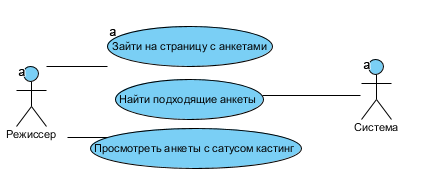 a
Зайти на страницу с анкетами
a
a
Найти подходящие анкеты
Режиссер
Система
Просмотреть анкеты с сатусом кастинг